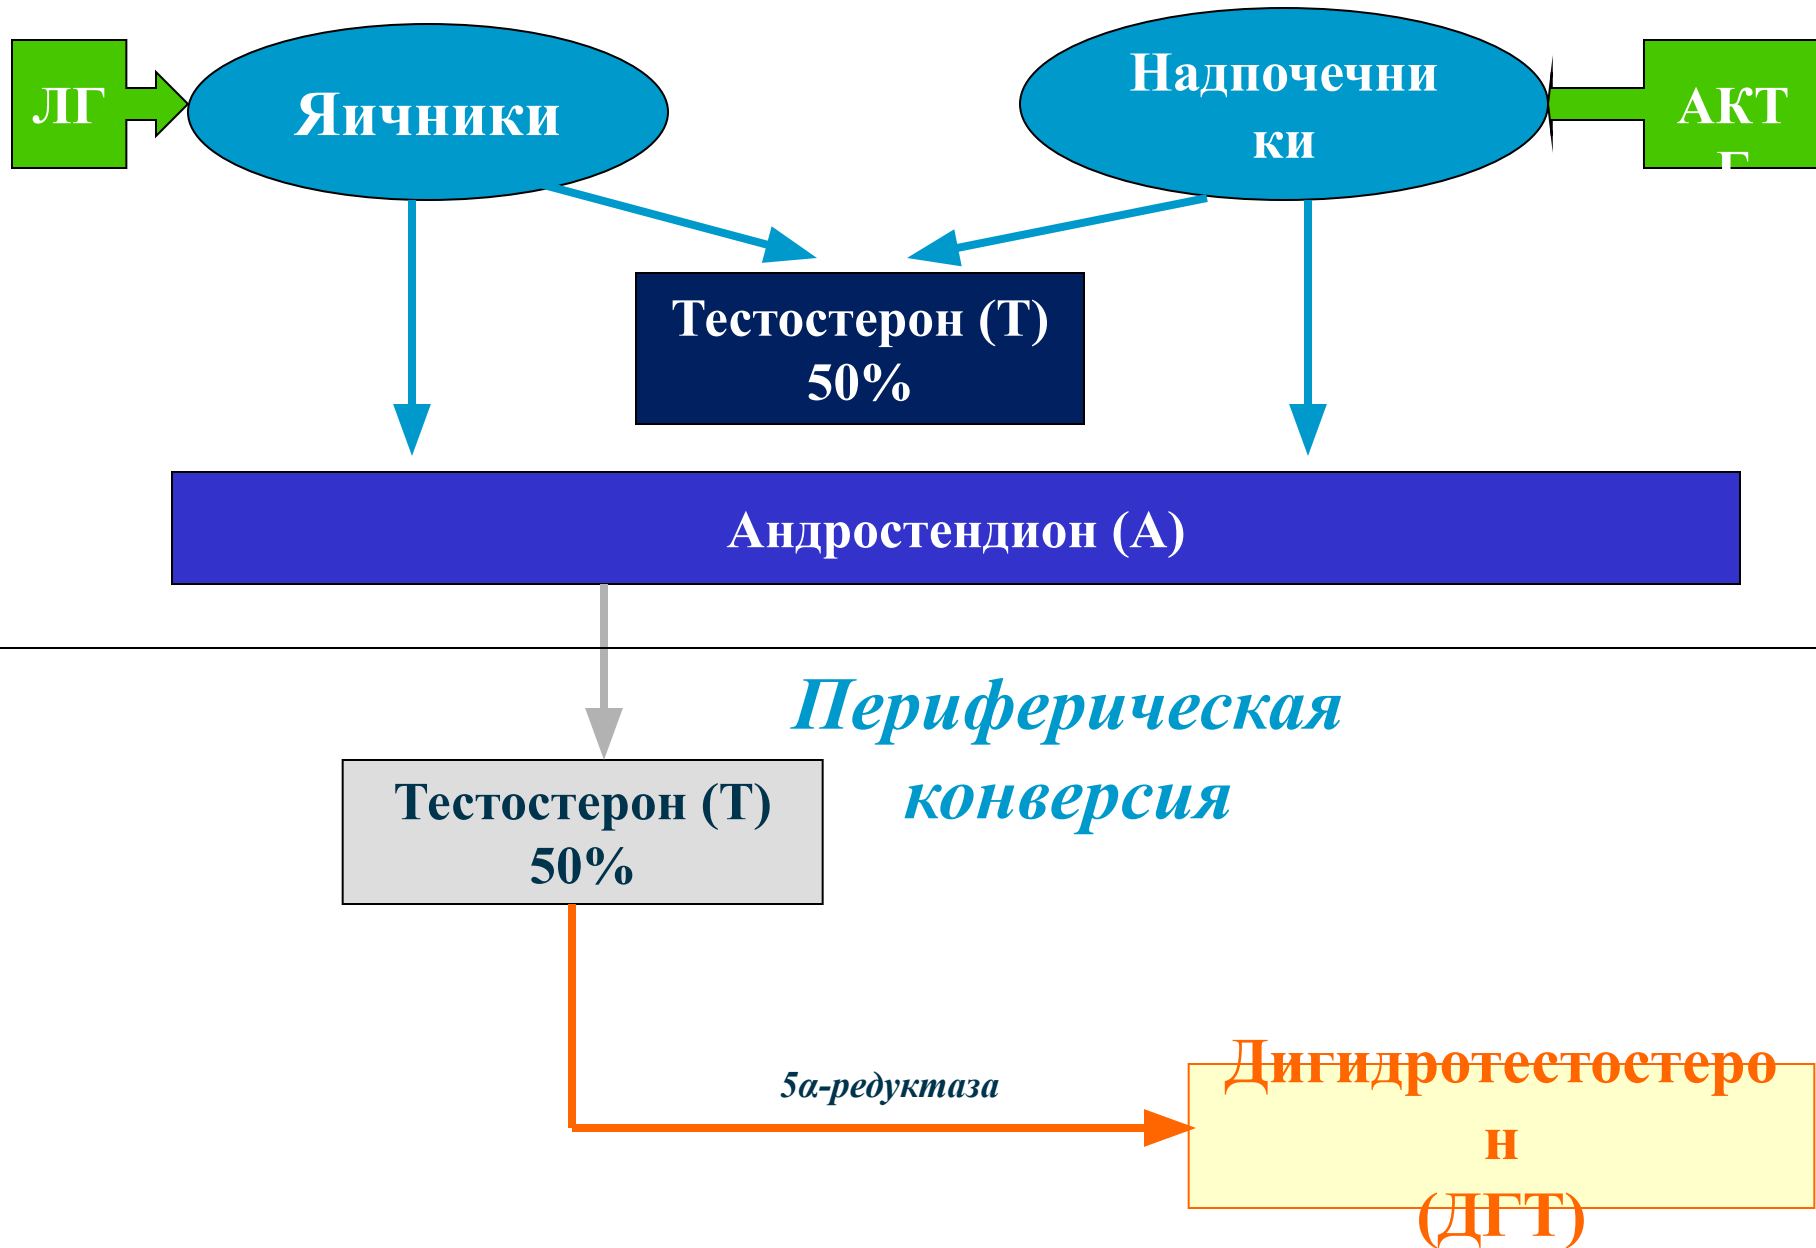 ЛГ
Яичники
Надпочечни
ки
АКТ
Г
Тестостерон (Т)
50%
Андростендион (А)
Периферическая
конверсия
Тестостерон (Т)
50%
5α-редуктаза
Дигидротестостеро
н
(ДГТ)